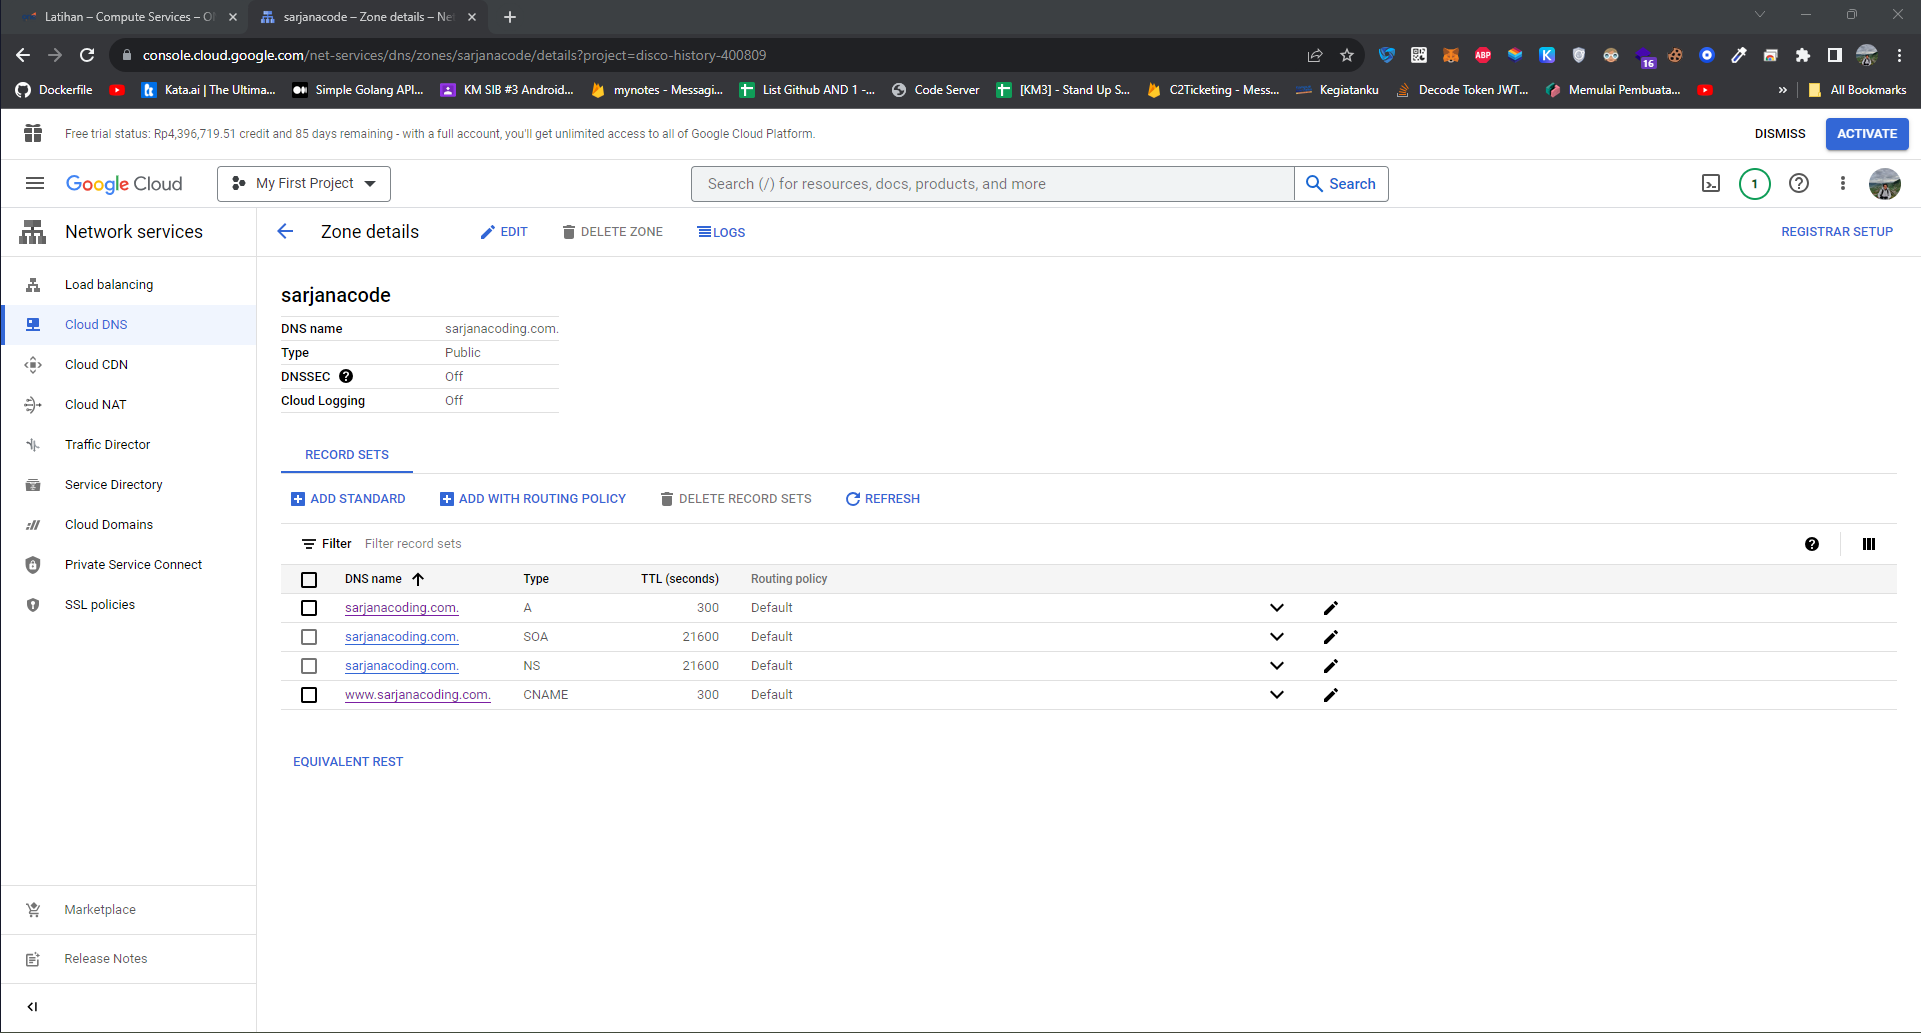 Latihan – Compute Services – O
sarjanacode – Zone details – Ne
console.cloud.google.com/net-services/dns/zones/sarjanacode/details?project=disco-history-400809
ABP
K
16
Dockerfile
Kata.ai | The Ultima...
Simple Golang API...
KM SIB #3 Android...
mynotes - Messagi...
List Github AND 1 -...
Code Server
[KM3] - Stand Up S...
C2Ticketing - Mess...
Kegiatanku
Decode Token JWT...
Memulai Pembuata...
»
All Bookmarks
Free trial status: Rp4,396,719.51 credit and 85 days remaining - with a full account, you'll get unlimited access to all of Google Cloud Platform.
DISMISS
ACTIVATE
Google Cloud
My First Project
Search (/) for resources, docs, products, and more
Search
1
Network services
Zone details
EDIT
DELETE ZONE
LOGS
REGISTRAR SETUP
Load balancing
Cloud DNS
Cloud CDN
Cloud NAT
Traffic Director
Service Directory
Cloud Domains
Private Service Connect
SSL policies
Marketplace
Release Notes
sarjanacode
DNS name sarjanacoding.com.
Type Public
DNSSEC Off
Cloud Logging Off
RECORD SETS
ADD STANDARD
ADD WITH ROUTING POLICY
DELETE RECORD SETS
REFRESH
Filter Filter record sets
DNS name Type TTL (seconds) Routing policy
sarjanacoding.com. A 300 Default
sarjanacoding.com. SOA 21600 Default
sarjanacoding.com. NS 21600 Default
www.sarjanacoding.com. CNAME 300 Default
EQUIVALENT REST